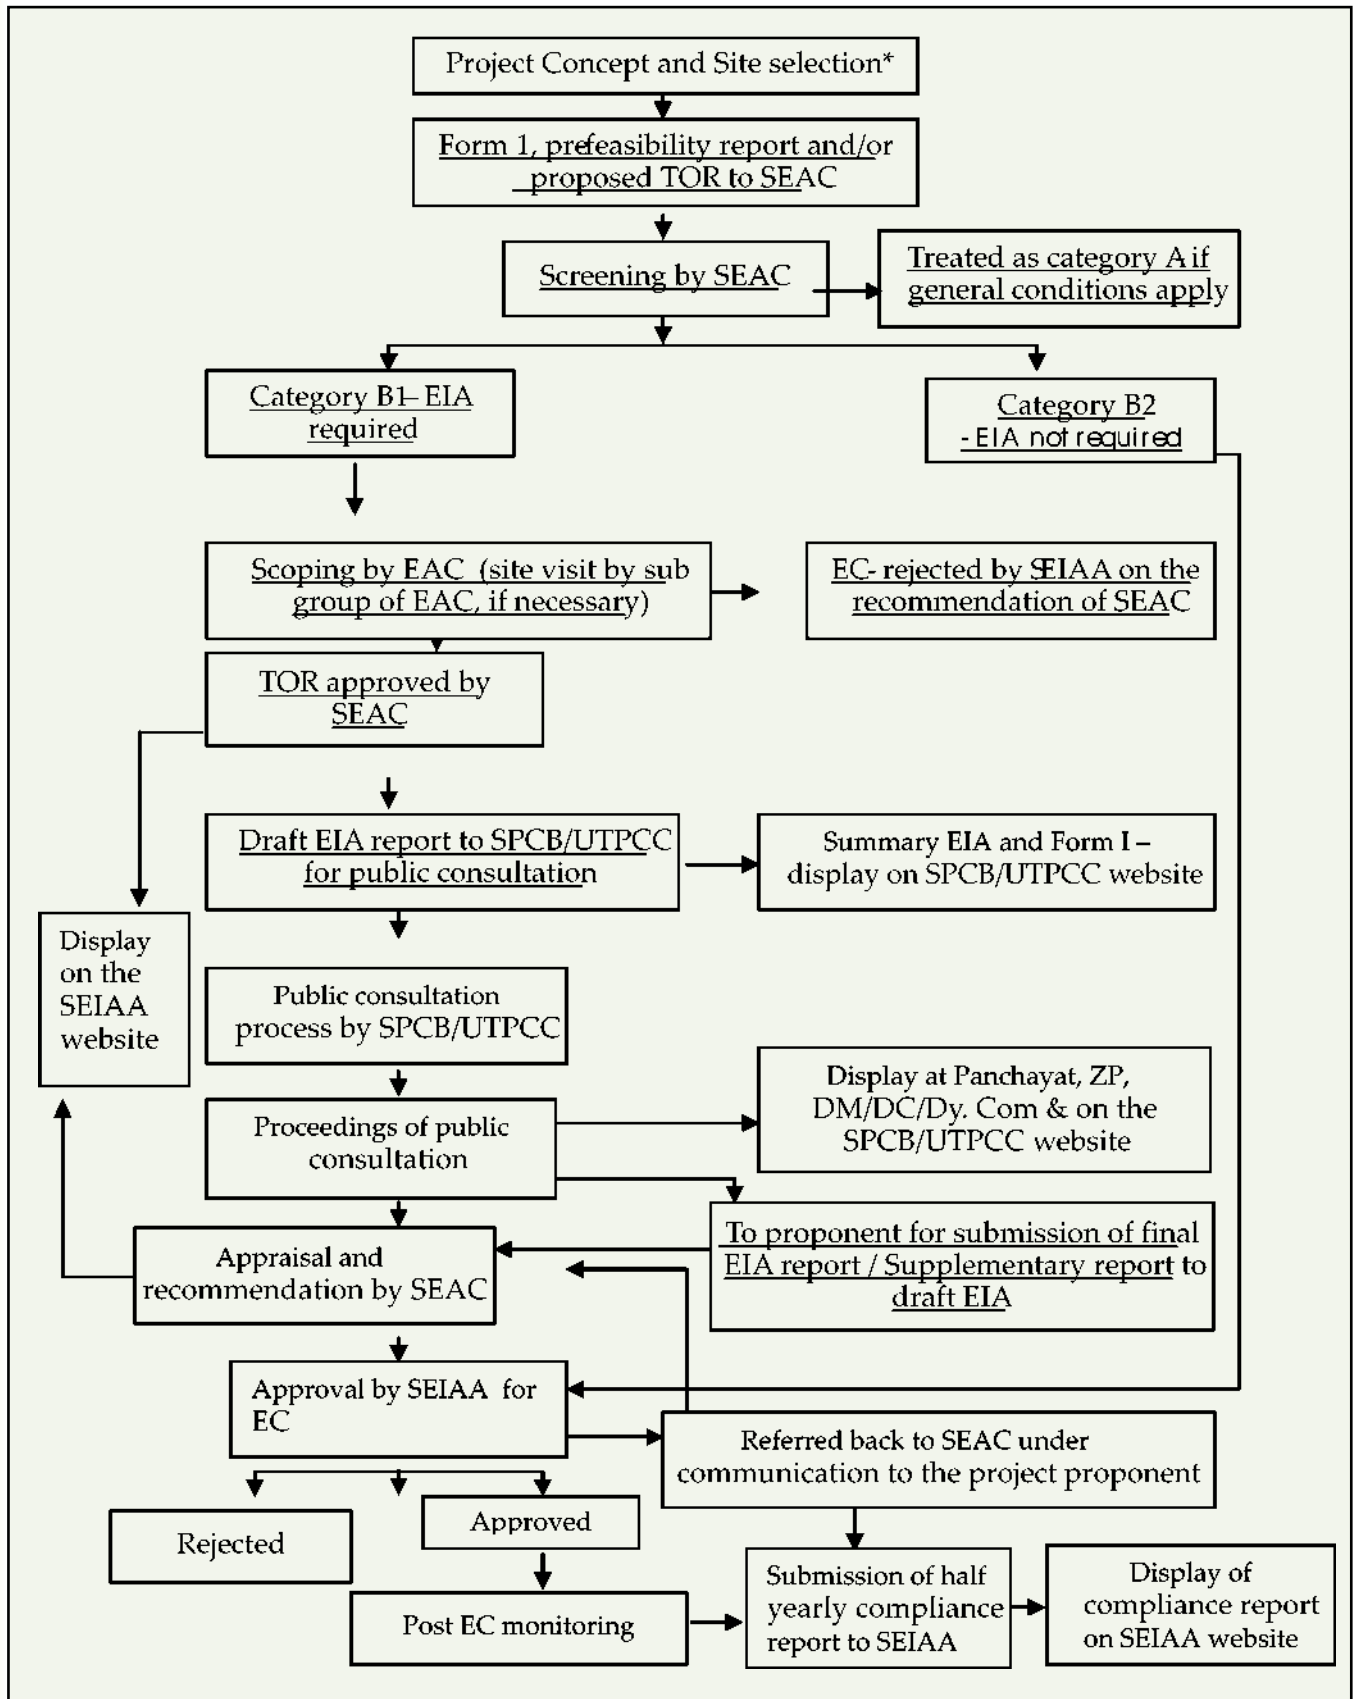 Project Concept and Site selection*
Form 1, prefeasibility report and/or
proposed TOR to SEAC
Screening by SEAC
Treated as category A if
general conditions apply
Category B1– EIA
required
Category B2
- EIA not required
Scoping by EAC (site visit by sub
group of EAC, if necessary)
EC- rejected by SEIAA on the
recommendation of SEAC
TOR approved by
SEAC
Draft EIA report to SPCB/UTPCC
for public consultation
Summary EIA and Form I –
display on SPCB/UTPCC website
Display
on the
SEIAA
website
Public consultation
process by SPCB/UTPCC
Proceedings of public
consultation
Display at Panchayat, ZP,
DM/DC/Dy. Com & on the
SPCB/UTPCC website
To proponent for submission of final
EIA report / Supplementary report to
draft EIA
Appraisal and
recommendation by SEAC
Approval by SEIAA for
EC
Referred back to SEAC under
communication to the project proponent
Rejected
Approved
Post EC monitoring
Submission of half
yearly compliance
report to SEIAA
Display of
compliance report
on SEIAA website